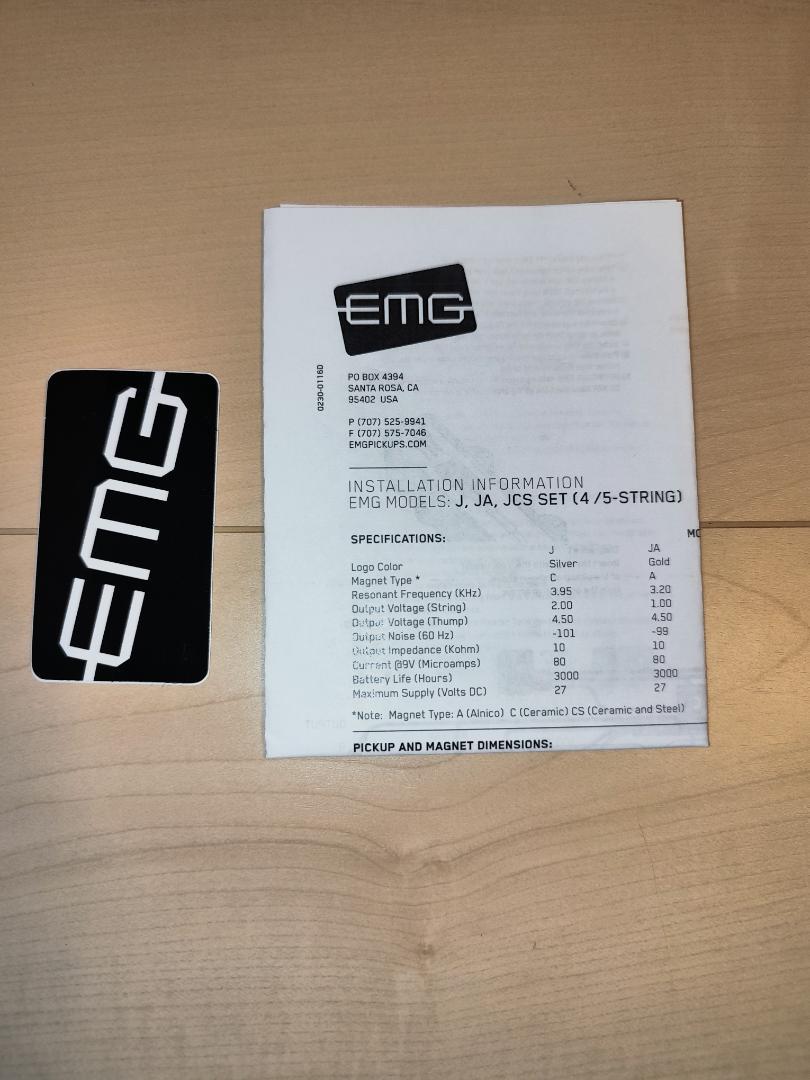 EMG
EMG
0230-0116D
PO BOX 4394
SANTA ROSA, CA
95402 USA
P (707) 525-9941
F (707) 575-7046
EMGPICKUPS.COM
INSTALLATION INFORMATION
EMG MODELS: J, JA, JCS SET (4 /5-STRING)
SPECIFICATIONS:
J JA
Logo Color Silver Gold
Magnet Type * C A
Resonant Frequency (KHz) 3.95 3.20
Output Voltage (String) 2.00 1.00
Output Voltage (Thump) 4.50 4.50
Output Noise (60 Hz) -101 -99
Output Impedance (Kohm) 10 10
Current @9V (Microamps) 80 80
Battery Life (Hours) 3000 3000
Maximum Supply (Volts DC) 27 27
*Note: Magnet Type: A (Alnico) C (Ceramic) CS (Ceramic and Steel)
PICKUP AND MAGNET DIMENSIONS: